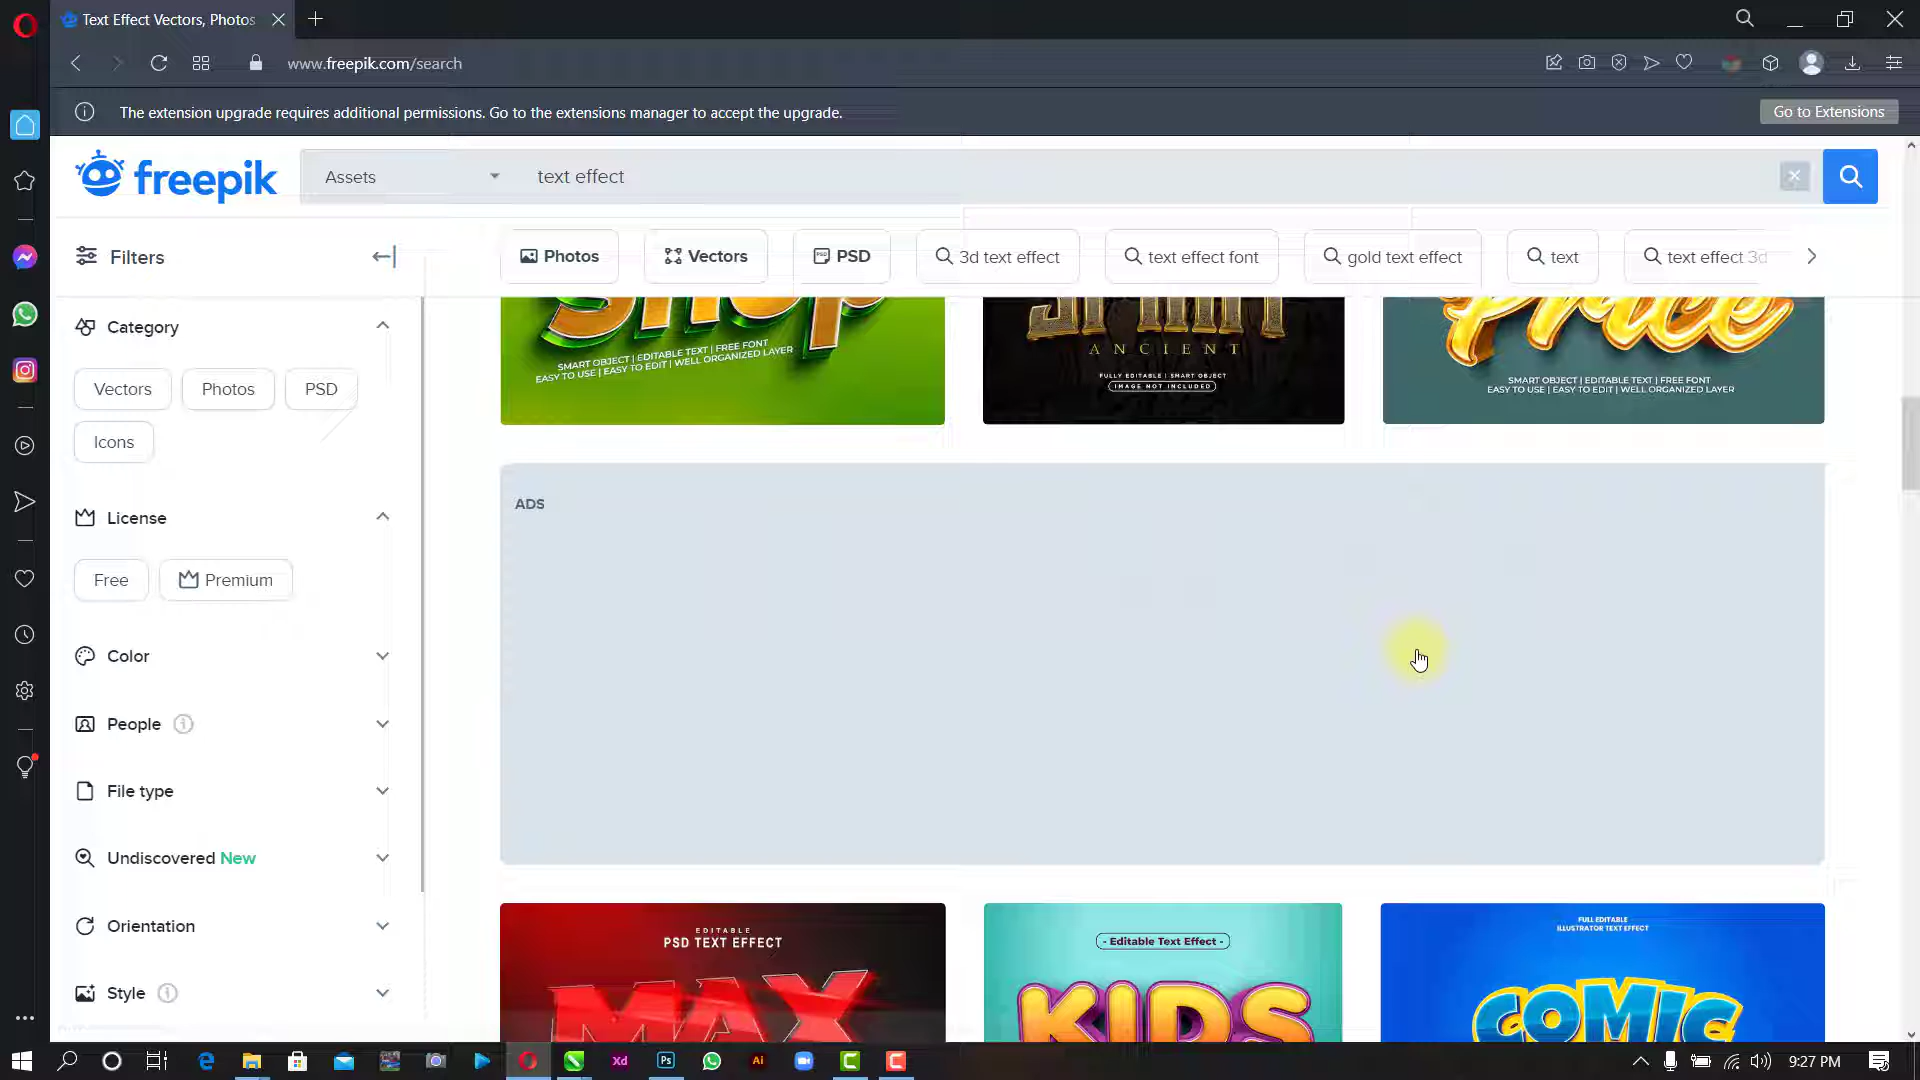 Text Effect Vectors, Photos
www.freepik.com/search
The extension upgrade requires additional permissions. Go to the extensions manager to accept the upgrade.
Go to Extensions
freepik
Assets
text effect
Filters
Photos
Vectors
PSD
3d text effect
text effect font
gold text effect
text
text effect 3d
Category
Vectors
Photos
PSD
Icons
License
Free
Premium
Color
People
File type
Undiscovered New
Orientation
Style
SMART OBJECT | EDITABLE TEXT | FREE FONT
EASY TO USE | EASY TO EDIT | WELL ORGANIZED LAYER
ANCIENT
FULLY EDITABLE | SMART OBJECT
IMAGE NOT INCLUDED
Price
SMART OBJECT | EDITABLE TEXT | FREE FONT
EASY TO USE | EASY TO EDIT | WELL ORGANIZED LAYER
ADS
EDITABLE
PSD TEXT EFFECT
MAX
- Editable Text Effect -
KIDS
FULL EDITABLE
ILLUSTRATOR TEXT EFFECT
COMIC
Xd
Ps
Ai
9:27 PM